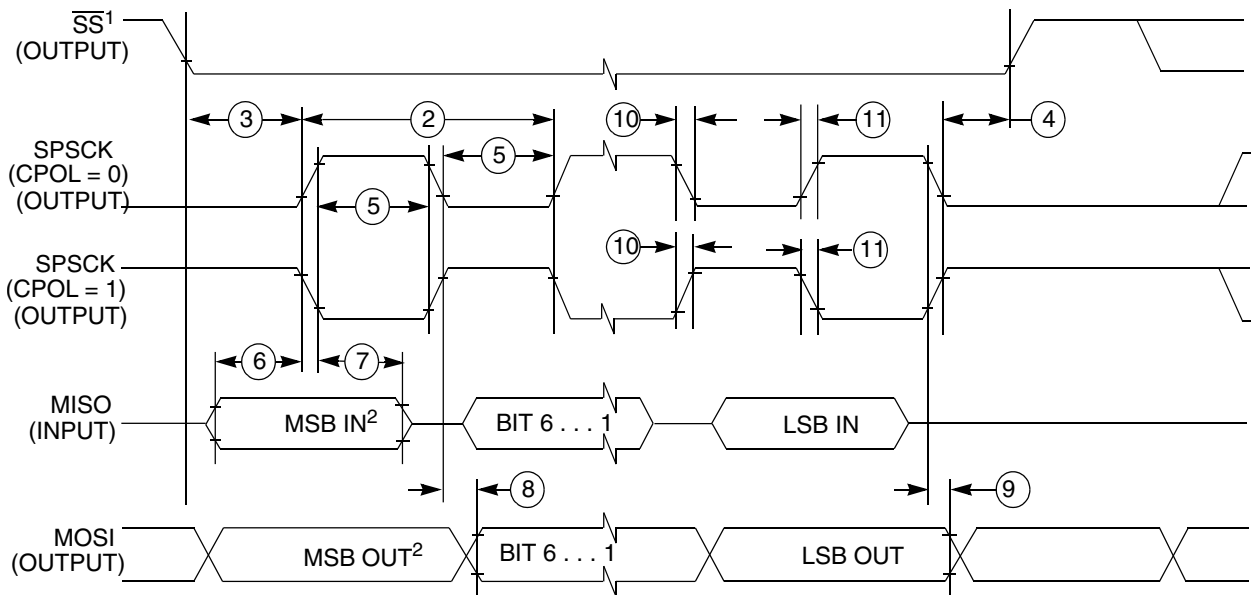 SS¹
(OUTPUT)
3
2
10
11
4
SPSCK
(CPOL = 0)
(OUTPUT)
5
5
SPSCK
(CPOL = 1)
(OUTPUT)
10
11
6
7
MISO
(INPUT)
MSB IN²
BIT 6 . . . 1
LSB IN
8
9
MOSI
(OUTPUT)
MSB OUT²
BIT 6 . . . 1
LSB OUT